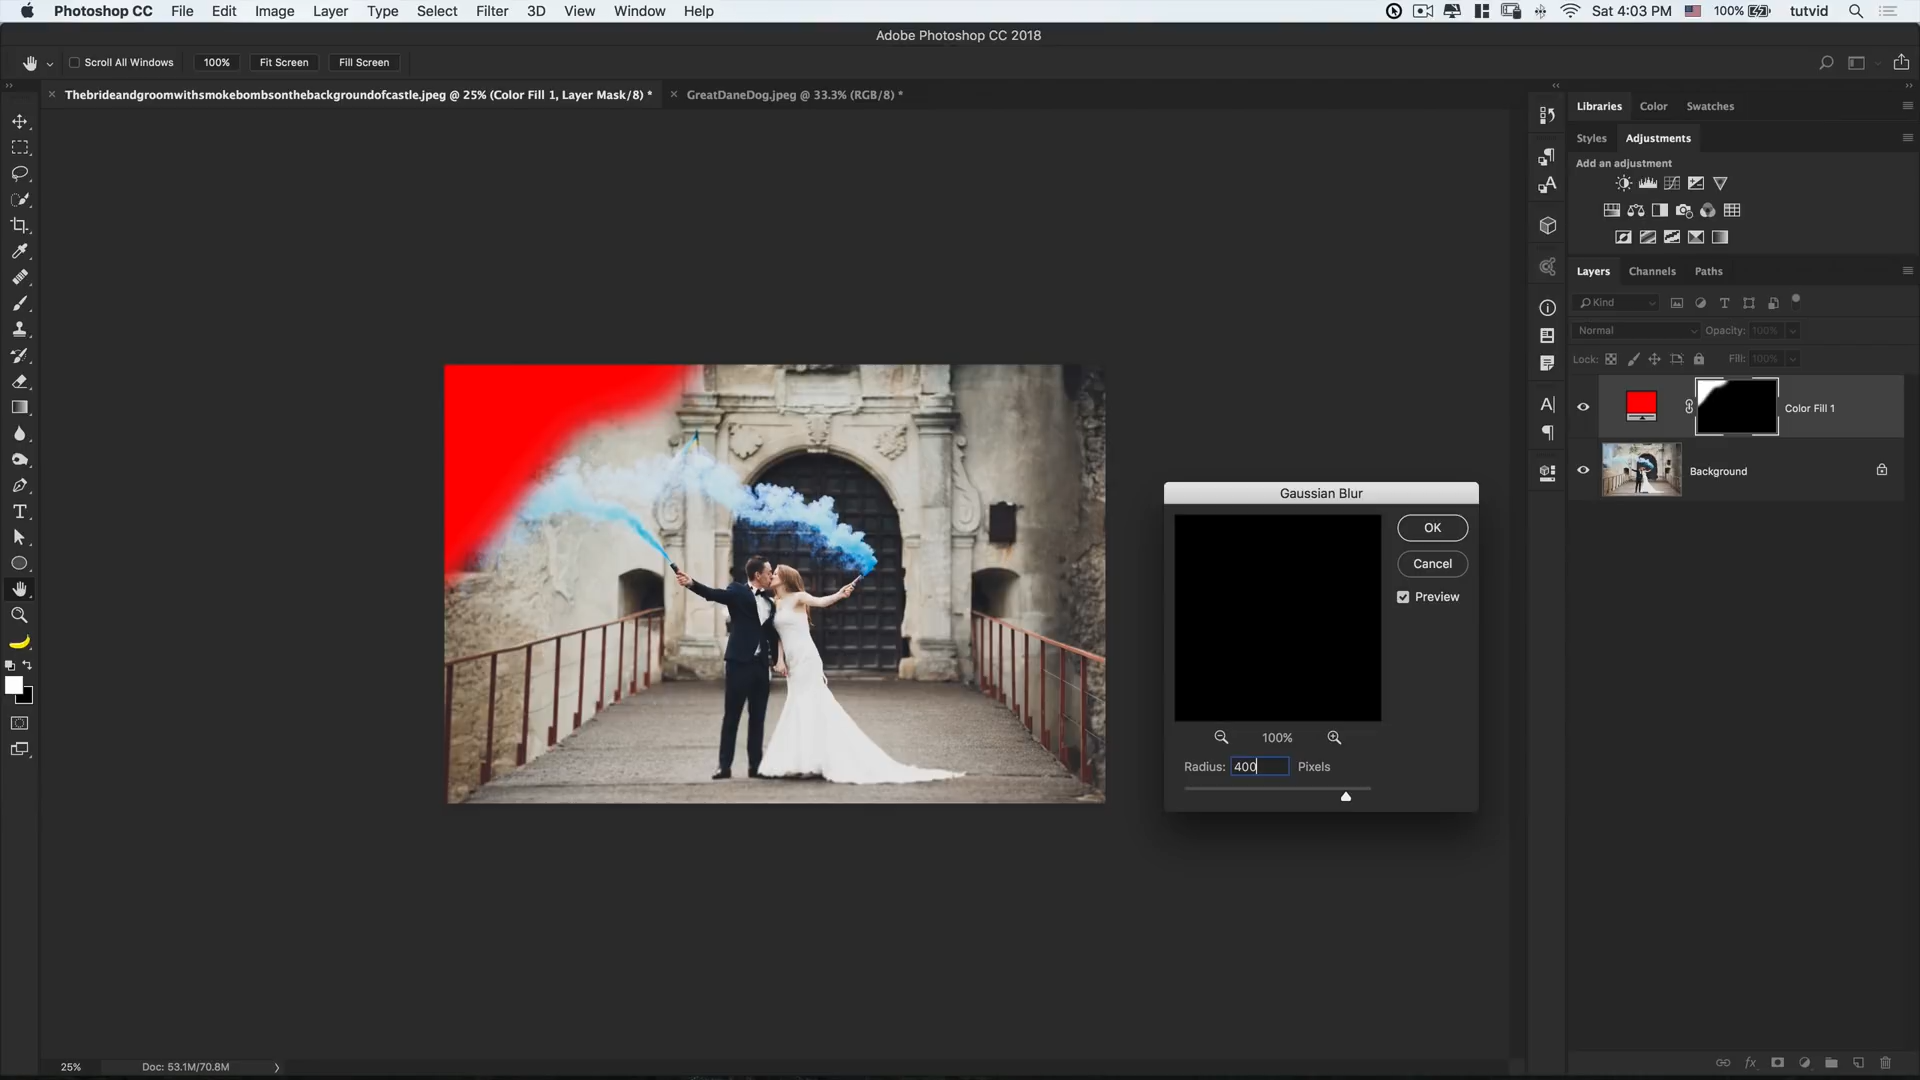 Photoshop CC File Edit Image Layer Type Select Filter 3D View Window Help Sat 4:03 PM 100% tutvid
Adobe Photoshop CC 2018
Scroll All Windows 100% Fit Screen Fill Screen
Thebrideandgroomwithsmokebombsonthebackgroundofcastle.jpeg @ 25% (Color Fill 1, Layer Mask/8) * GreatDaneDog.jpeg @ 33.3% (RGB/8) *
Libraries Color Swatches
Styles Adjustments
Add an adjustment
Layers Channels Paths
Kind
Normal Opacity: 100%
Lock: Fill: 100%
Color Fill 1
Background
Gaussian Blur
OK
Cancel
Preview
100%
Radius: 400 Pixels
25% Doc: 53.1M/70.8M